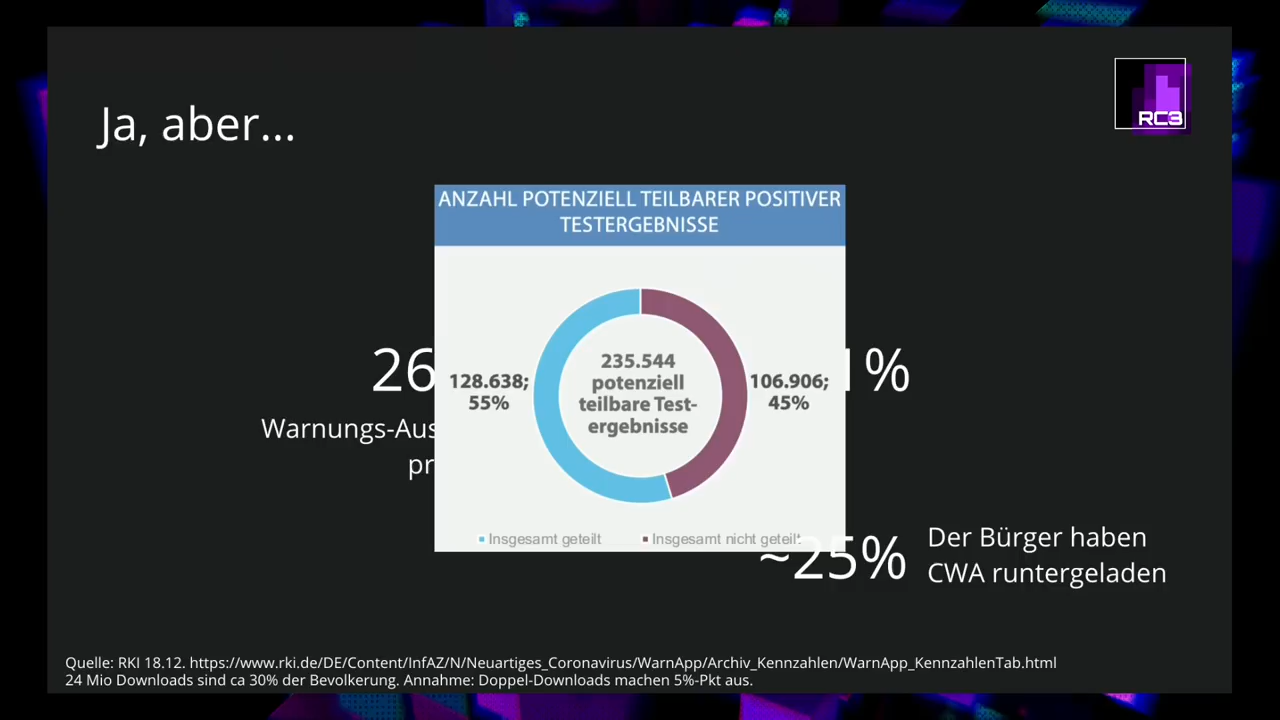 Ja, aber...
RC3
ANZAHL POTENZIELL TEILBARER POSITIVER
TESTERGEBNISSE
235.544
potenziell
teilbare Test-
ergebnisse
128.638;
55%
106.906;
45%
Insgesamt geteilt
Insgesamt nicht geteilt
26
Warnungs-Aus
pr
1%
~25%
Der Bürger haben
CWA runtergeladen
Quelle: RKI 18.12. https://www.rki.de/DE/Content/InfAZ/N/Neuartiges_Coronavirus/WarnApp/Archiv_Kennzahlen/WarnApp_KennzahlenTab.html
24 Mio Downloads sind ca 30% der Bevolkerung. Annahme: Doppel-Downloads machen 5%-Pkt aus.